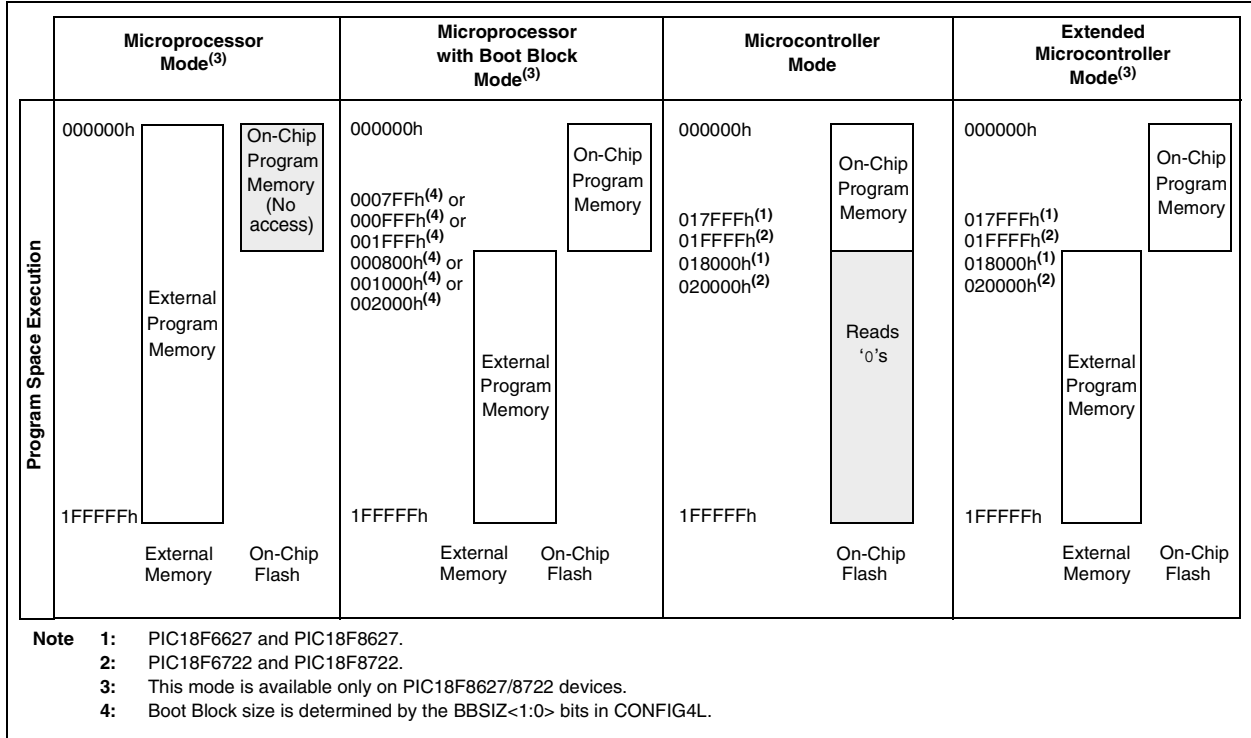 Microprocessor
Mode(3)
Microprocessor
with Boot Block
Mode(3)
Microcontroller
Mode
Extended
Microcontroller
Mode(3)
Program Space Execution
000000h
External
Program
Memory
On-Chip
Program
Memory
(No
access)
1FFFFFh
External
Memory
On-Chip
Flash
000000h
On-Chip
Program
Memory
0007FFh(4) or
000FFFh(4) or
001FFFh(4)
000800h(4) or
001000h(4) or
002000h(4)
External
Program
Memory
1FFFFFh
External
Memory
On-Chip
Flash
000000h
On-Chip
Program
Memory
017FFFh(1)
01FFFFh(2)
018000h(1)
020000h(2)
Reads
‘0’s
1FFFFFh
On-Chip
Flash
000000h
On-Chip
Program
Memory
017FFFh(1)
01FFFFh(2)
018000h(1)
020000h(2)
External
Program
Memory
1FFFFFh
External
Memory
On-Chip
Flash
Note 1: PIC18F6627 and PIC18F8627.
2: PIC18F6722 and PIC18F8722.
3: This mode is available only on PIC18F8627/8722 devices.
4: Boot Block size is determined by the BBSIZ<1:0> bits in CONFIG4L.